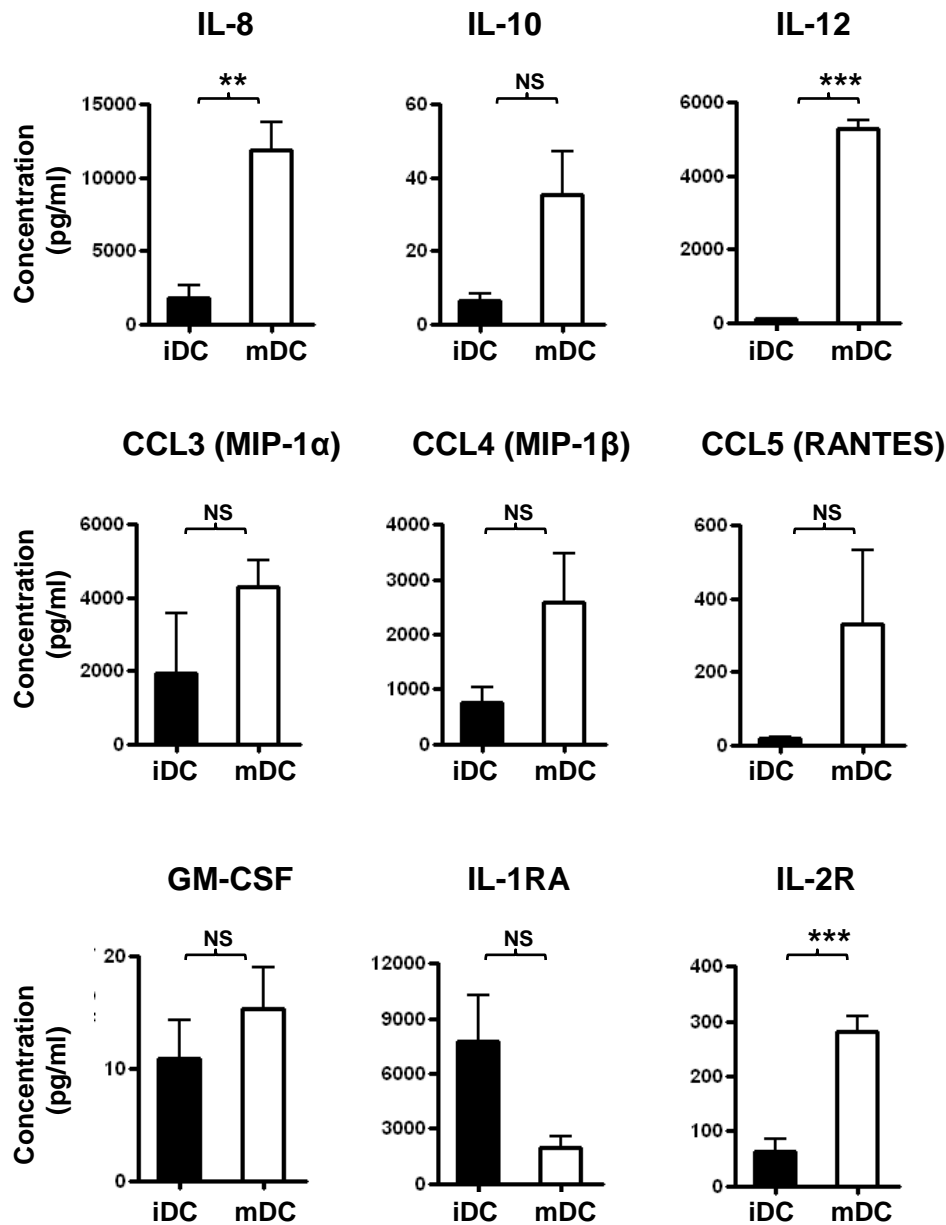 IL-8 IL-10 IL-12
** NS ***
Concentration
(pg/ml)
15000 60 6000
10000 40 4000
5000 20 2000
0 0 0
iDC mDC iDC mDC iDC mDC
CCL3 (MIP-1α) CCL4 (MIP-1β) CCL5 (RANTES)
NS NS NS
Concentration
(pg/ml)
6000 4000 600
4000 3000 400
2000 2000 200
0 1000 0
0
iDC mDC iDC mDC iDC mDC
GM-CSF IL-1RA IL-2R
NS NS ***
Concentration
(pg/ml)
20 12000 400
10 9000 300
0 6000 200
3000 100
0 0
iDC mDC iDC mDC iDC mDC